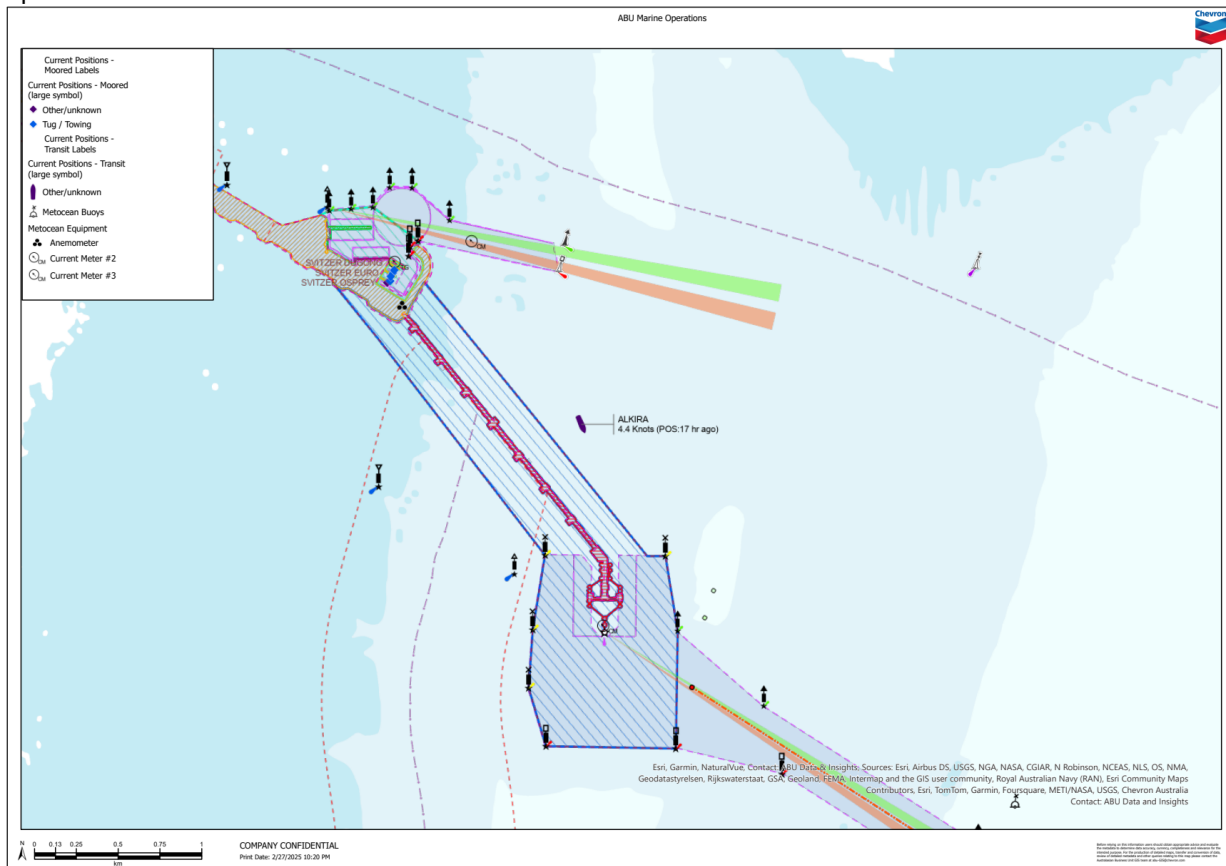 ABU Marine Operations
Chevron
Current Positions -
Moored Labels
Current Positions - Moored
(large symbol)
Other/unknown
Tug / Towing
Current Positions -
Transit Labels
Current Positions - Transit
(large symbol)
Other/unknown
Metocean Buoys
Metocean Equipment
Anemometer
CM Current Meter #2
CM Current Meter #3
CM
SVITZER DUGONG
SVITZER EURO
SVITZER OSPREY
ALKIRA
4.4 Knots (POS:17 hr ago)
CM
Esri, Garmin, NaturalVue, Contact: ABU Data & Insights, Sources: Esri, Airbus DS, USGS, NGA, NASA, CGIAR, N Robinson, NCEAS, NLS, OS, NMA,
Geodatastyrelsen, Rijkswaterstaat, GSA, Geoland, FEMA, Intermap and the GIS user community, Royal Australian Navy (RAN), Esri Community Maps
Contributors, Esri, TomTom, Garmin, Foursquare, METI/NASA, USGS, Chevron Australia
Contact: ABU Data and Insights
N 0 0.13 0.25 0.5 0.75 1
km
COMPANY CONFIDENTIAL
Print Date: 2/27/2025 10:20 PM